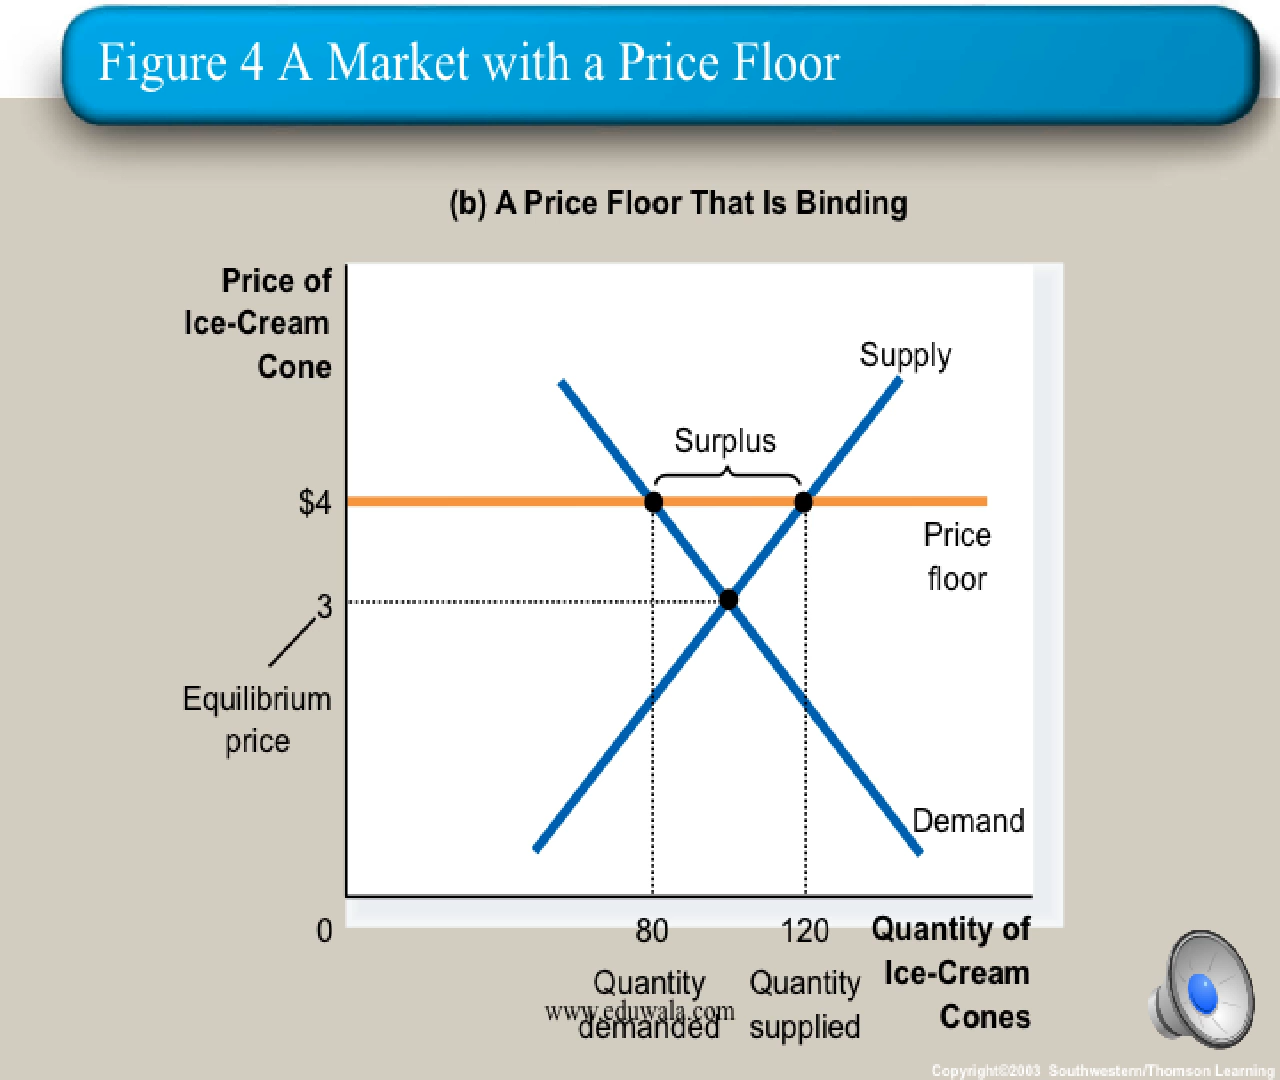 Figure 4 A Market with a Price Floor
(b) A Price Floor That Is Binding
Price of
Ice-Cream
Cone
Supply
Surplus
$4
Price
floor
3
Equilibrium
price
Demand
0
80
120
Quantity of
Ice-Cream
Cones
Quantity
demanded
Quantity
supplied
www.eduwala.com
Copyright©2003 Southwestern/Thomson Learning